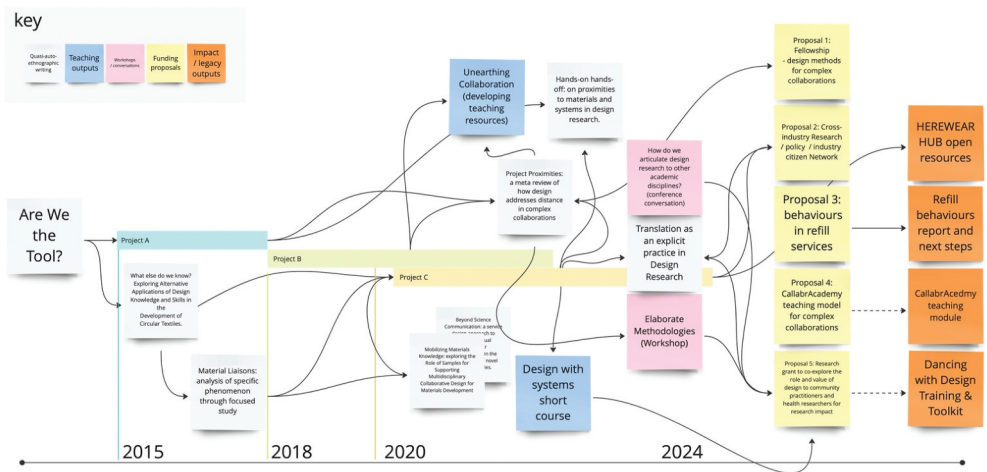 key
Quasi-auto-
ethnographic
writing
Teaching
outputs
Workshops
/ conversations
Funding
proposals
Impact
/ legacy
outputs
Are We
the
Tool?
Project A
Project B
Project C
What else do we know?
Exploring Alternative
Applications of Design
Knowledge and Skills in
the
Development of
Circular Textiles.
Material Liaisons:
analysis of specific
phenomenon
through focused
study
Unearthing
Collaboration
(developing
teaching
resources)
Hands-on hands-
off: on proximities
to materials and
systems in design
research.
Project Proximities:
a meta review of
how design
addresses distance
in complex
collaborations
Beyond Science
Communication: a
in the
novel
Mobilizing Materials
Knowledge: exploring the
Role of Samples for
Supporting
Multidisciplinary
Collaborative Design for
Materials Development
Design with
systems
short
course
How do we
articulate design
research to other
academic
disciplines?
(conference
conversation)
Translation as
an explicit
practice in
Design
Research
Elaborate
Methodologies
(Workshop)
Proposal 1:
Fellowship
- design methods
for complex
collaborations
Proposal 2: Cross-
industry Research
/ policy / industry
citizen Network
Proposal 3:
behaviours
in refill
services
Proposal 4:
CallabrAcademy
teaching model
for complex
collaborations
Proposal 5: Research
grant to co-explore the
role and value of
design to community
practitioners and
health researchers for
research impact
HEREWEAR
HUB open
resources
Refill
behaviours
report and
next steps
CallabrAcedmy
teaching
module
Dancing
with Design
Training &
Toolkit
2015
2018
2020
2024